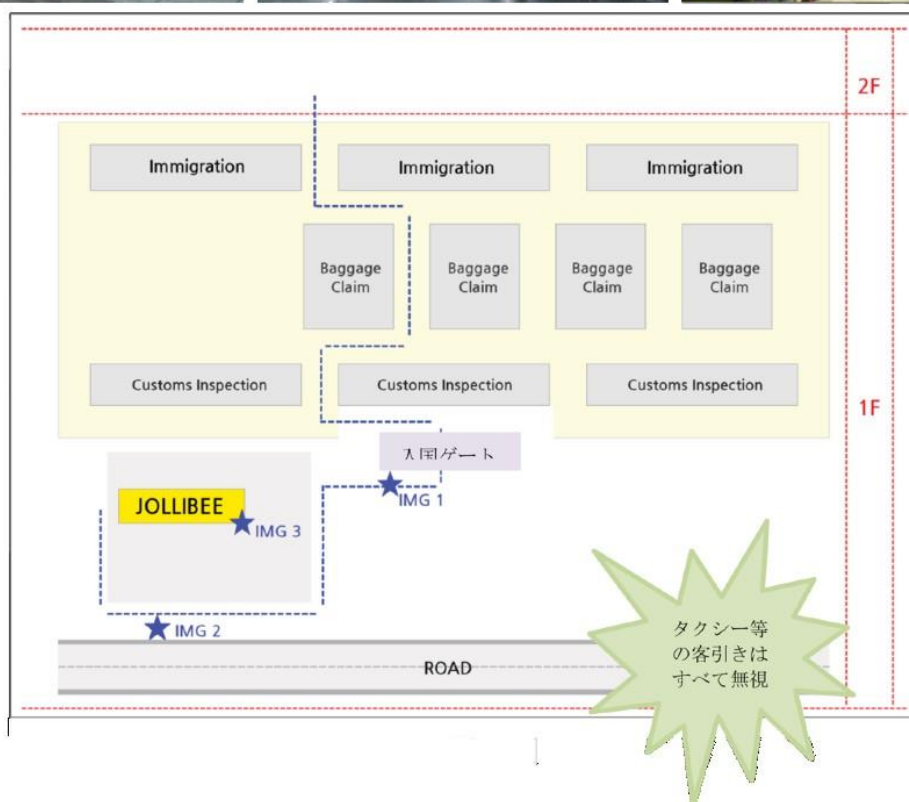 2F
Immigration
Immigration
Immigration
Baggage
Claim
Baggage
Claim
Baggage
Claim
Baggage
Claim
Customs Inspection
Customs Inspection
Customs Inspection
1F
入国ゲート
IMG 1
JOLLIBEE
IMG 3
IMG 2
ROAD
タクシー等
の客引きは
すべて無視